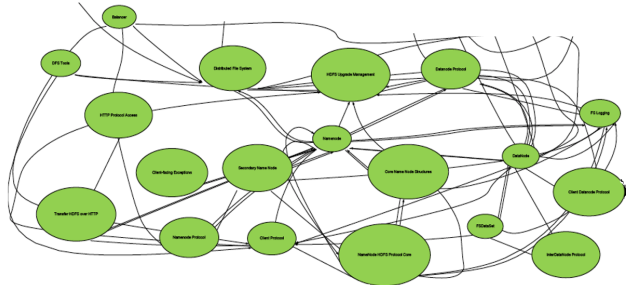 Balancer
DFS Tools
Distributed File System
HDFS Upgrade Management
Datanode Protocol
HTTP Protocol Access
FS Logging
Namenode
DataNode
Client-facing Exceptions
Secondary Name Node
Core Name Node Structures
Client Datanode Protocol
Transfer HDFS over HTTP
Namenode Protocol
Client Protocol
FSDataSet
NameNode HDFS Protocol Core
InterDataNode Protocol